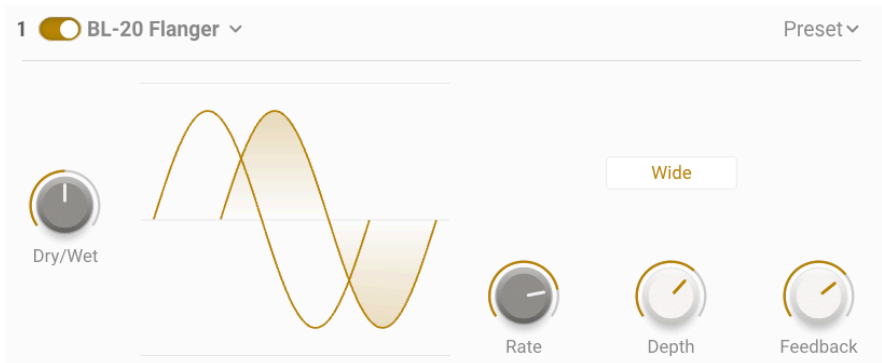 1 BL-20 Flanger
Preset
Wide
Dry/Wet
Rate
Depth
Feedback